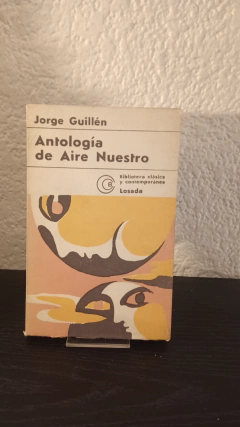 Jorge Guillén
Antología
de Aire Nuestro
Biblioteca clásica
y contemporánea
Losada